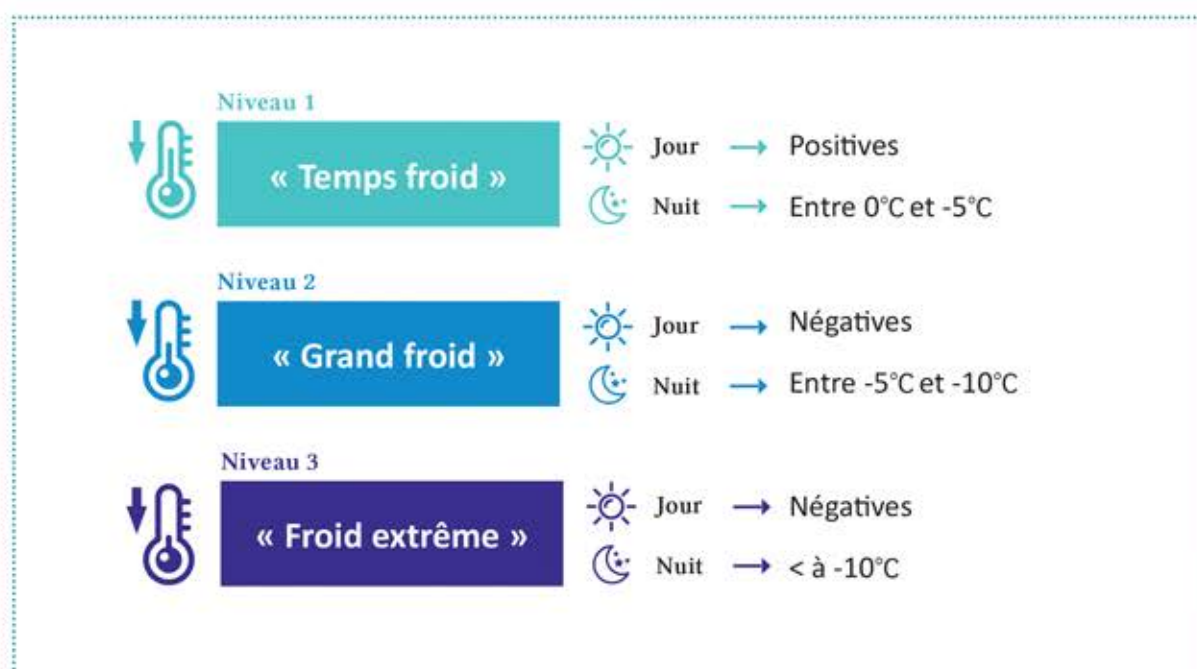 Niveau 1
« Temps froid »
Jour → Positives
Nuit → Entre 0°C et -5°C
Niveau 2
« Grand froid »
Jour → Négatives
Nuit → Entre -5°C et -10°C
Niveau 3
« Froid extrême »
Jour → Négatives
Nuit → < à -10°C